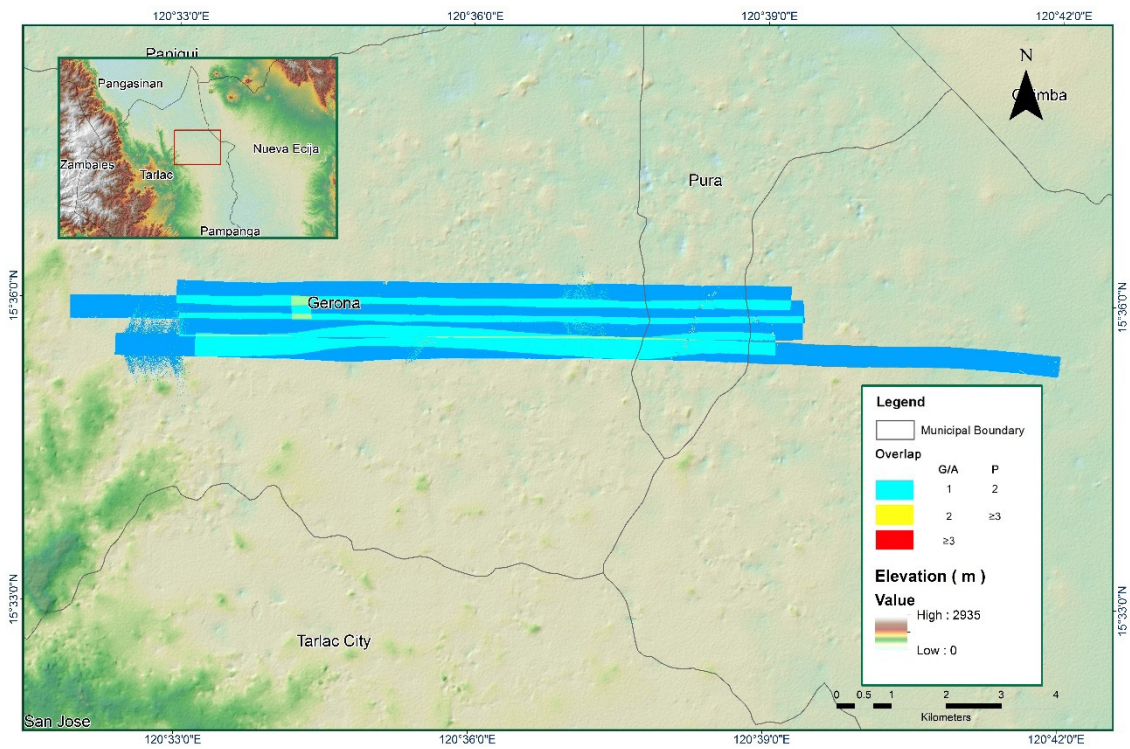 120°33'0"E
120°36'0"E
120°39'0"E
120°42'0"E
Paniqui
Pangasinan
Nueva Ecija
Zambales
Tarlac
Pampanga
N
Pura
15°36'0"N
15°36'0"N
Gerona
Legend
Municipal Boundary
Overlap
G/A P
1 2
2 ≥3
≥3
Elevation ( m )
Value
High : 2935
Low : 0
15°33'0"N
15°33'0"N
Tarlac City
San Jose
0 0.5 1 2 3 4
Kilometers
120°33'0"E
120°36'0"E
120°39'0"E
120°42'0"E